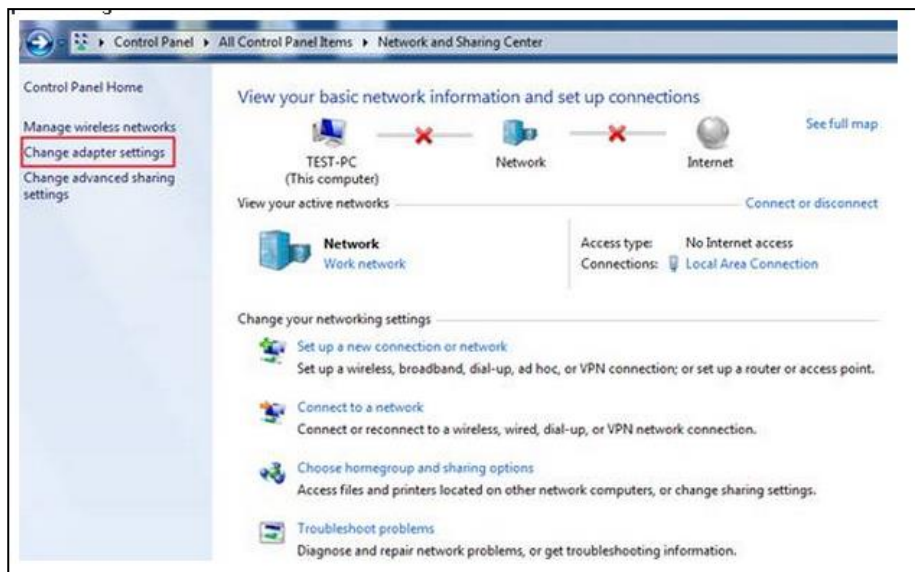 Control Panel ▸ All Control Panel Items ▸ Network and Sharing Center
Control Panel Home
Manage wireless networks
Change adapter settings
Change advanced sharing
settings
View your basic network information and set up connections
See full map
TEST-PC
(This computer)
Network
Internet
View your active networks
Connect or disconnect
Network
Work network
Access type: No Internet access
Connections: Local Area Connection
Change your networking settings
Set up a new connection or network
Set up a wireless, broadband, dial-up, ad hoc, or VPN connection; or set up a router or access point.
Connect to a network
Connect or reconnect to a wireless, wired, dial-up, or VPN network connection.
Choose homegroup and sharing options
Access files and printers located on other network computers, or change sharing settings.
Troubleshoot problems
Diagnose and repair network problems, or get troubleshooting information.